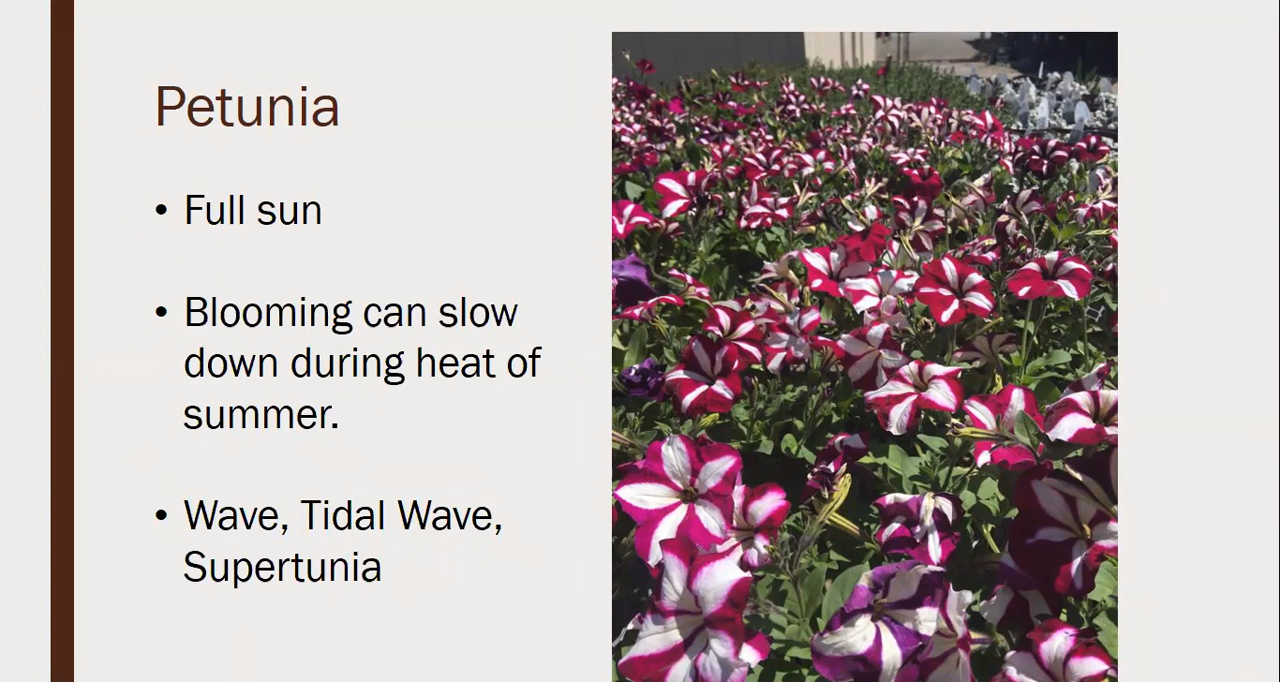 Petunia
• Full sun
• Blooming can slow
down during heat of
summer.
• Wave, Tidal Wave,
Supertunia